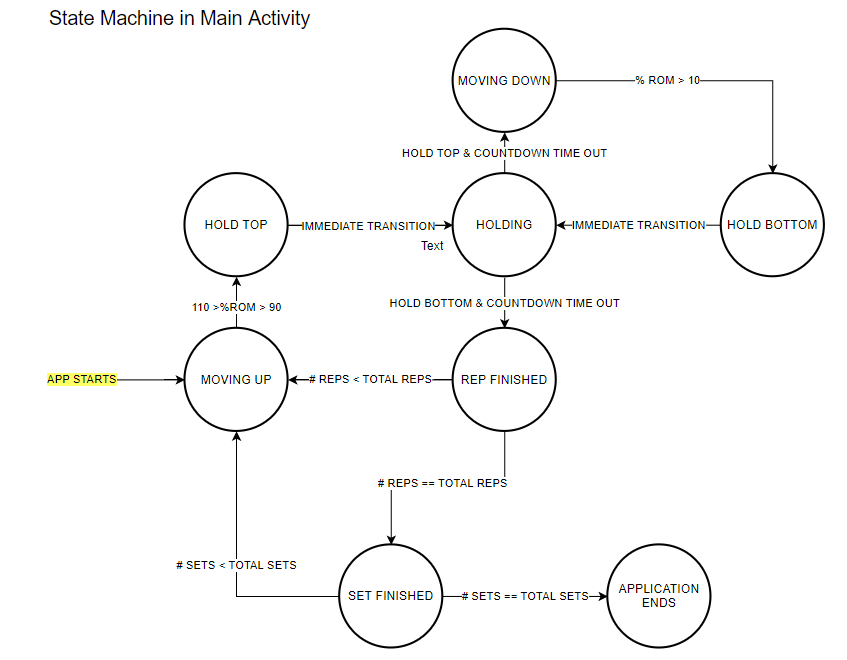 State Machine in Main Activity
MOVING DOWN
% ROM > 10
HOLD TOP & COUNTDOWN TIME OUT
HOLD TOP
IMMEDIATE TRANSITION
HOLDING
IMMEDIATE TRANSITION
HOLD BOTTOM
Text
110 >%ROM > 90
HOLD BOTTOM & COUNTDOWN TIME OUT
APP STARTS
MOVING UP
# REPS < TOTAL REPS
REP FINISHED
# REPS == TOTAL REPS
# SETS < TOTAL SETS
SET FINISHED
# SETS == TOTAL SETS
APPLICATION
ENDS